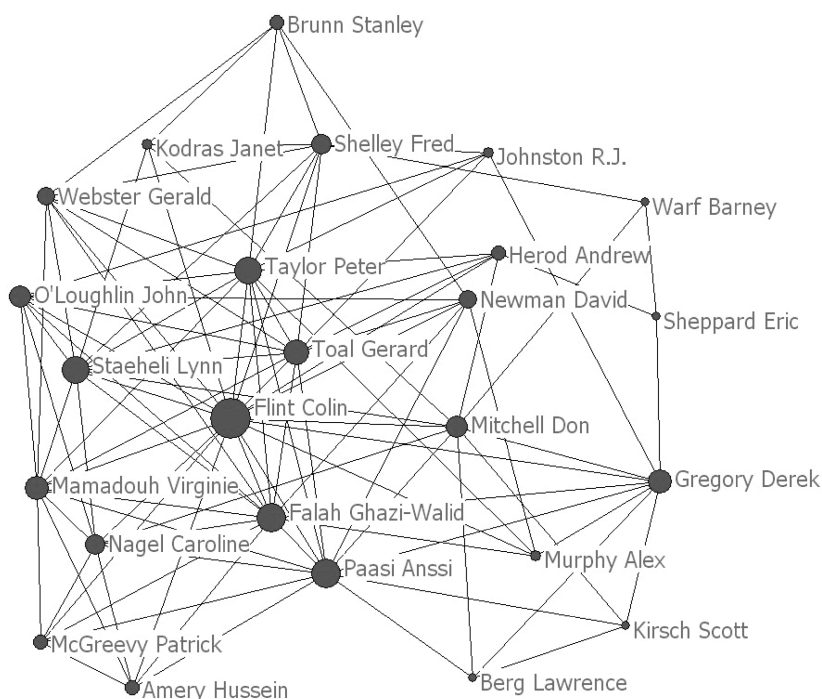 Brunn Stanley
Kodras Janet
Shelley Fred
Johnston R.J.
Webster Gerald
Warf Barney
Herod Andrew
Taylor Peter
O'Loughlin John
Newman David
Sheppard Eric
Toal Gerard
Staeheli Lynn
Flint Colin
Mitchell Don
Gregory Derek
Mamadouh Virginie
Falah Ghazi-Walid
Nagel Caroline
Murphy Alex
Paasi Anssi
Kirsch Scott
McGreevy Patrick
Berg Lawrence
Amery Hussein